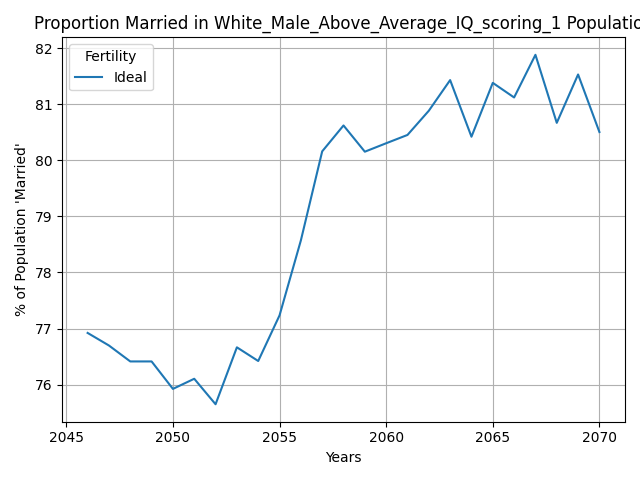 Proportion Married in White_Male_Above_Average_IQ_scoring_1 Populatio
82
81
80
79
78
77
76
% of Population 'Married'
Fertility
Ideal
2045 2050 2055 2060 2065 2070
Years